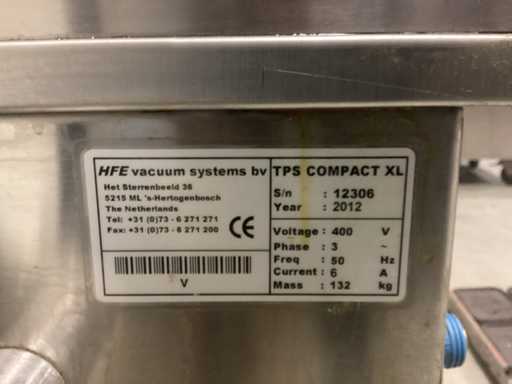 HFE vacuum systems bv
Het Sterrenbeeld 36
5215 ML 's-Hertogenbosch
The Netherlands
Tel: +31 (0)73 - 6 271 271
Fax: +31 (0)73 - 6 271 200
CE
V
TPS COMPACT XL
S/n : 12306
Year : 2012
Voltage : 400 V
Phase : 3 ~
Freq : 50 Hz
Current : 6 A
Mass : 132 kg